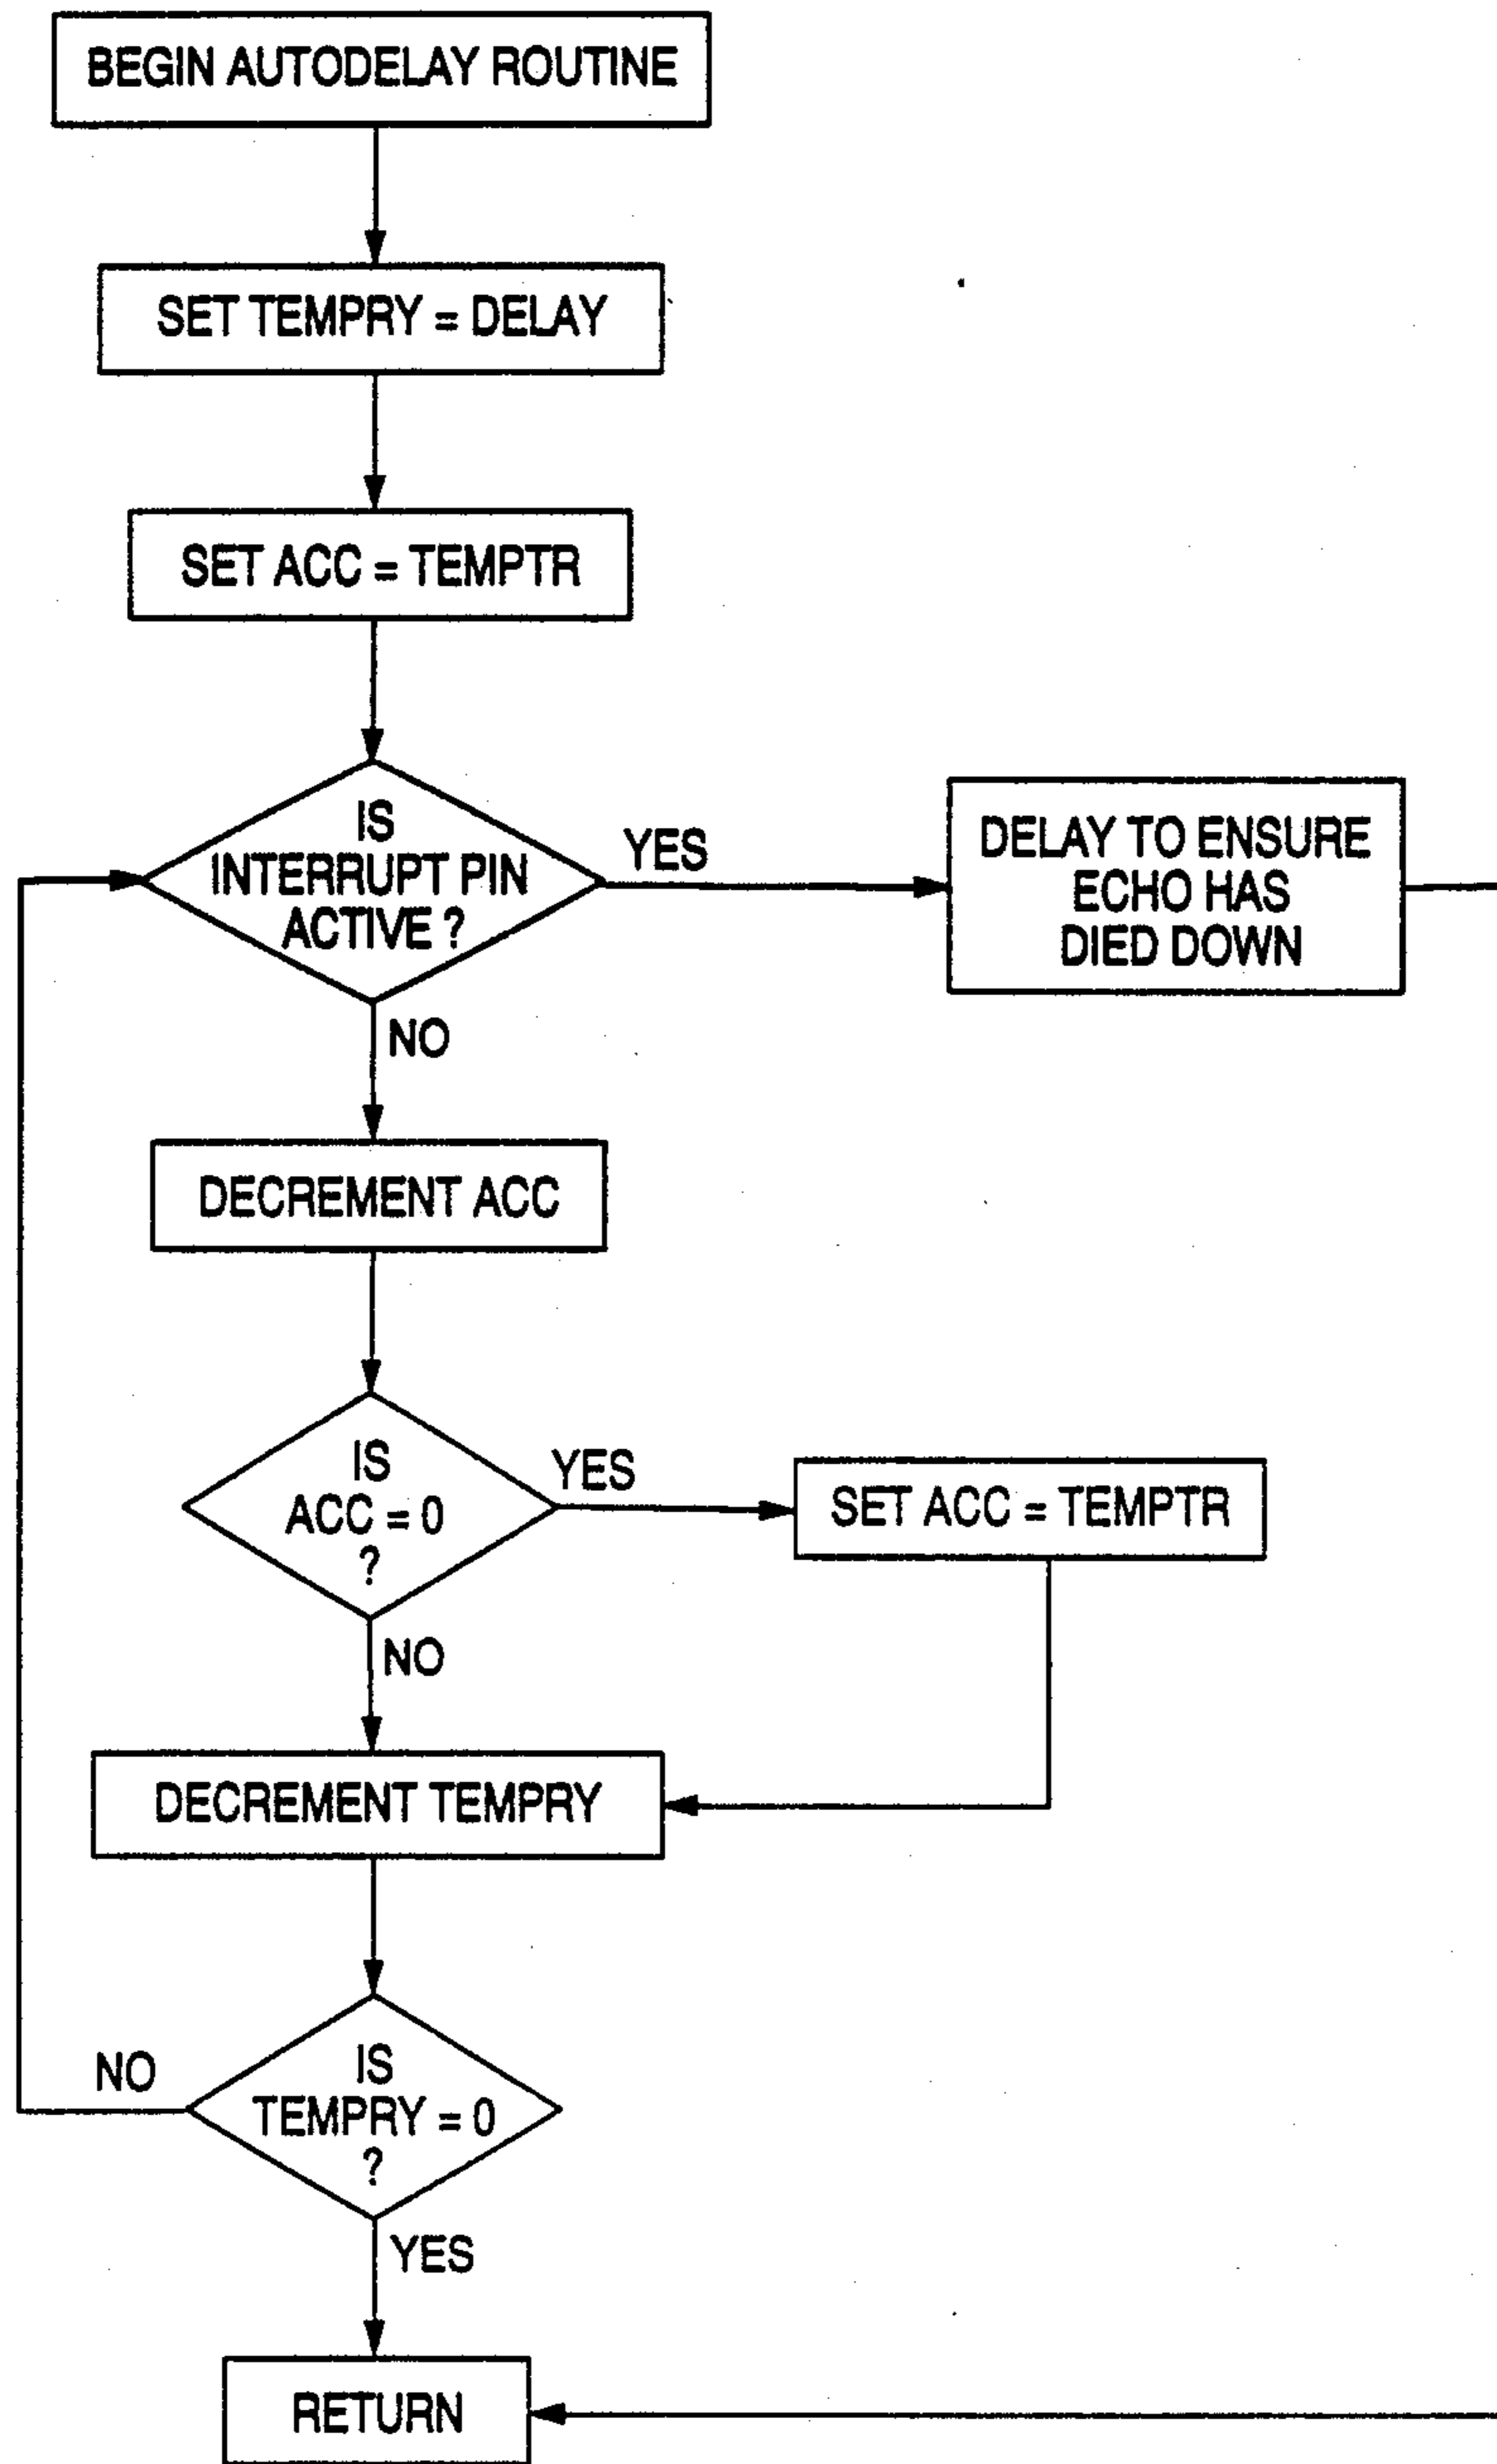 BEGIN AUTODELAY ROUTINE
SET TEMPRY = DELAY
SET ACC = TEMPTR
IS
INTERRUPT PIN
ACTIVE ?
YES
DELAY TO ENSURE
ECHO HAS
DIED DOWN
NO
DECREMENT ACC
IS
ACC = 0
?
YES
SET ACC = TEMPTR
NO
DECREMENT TEMPRY
NO
IS
TEMPRY = 0
?
YES
RETURN